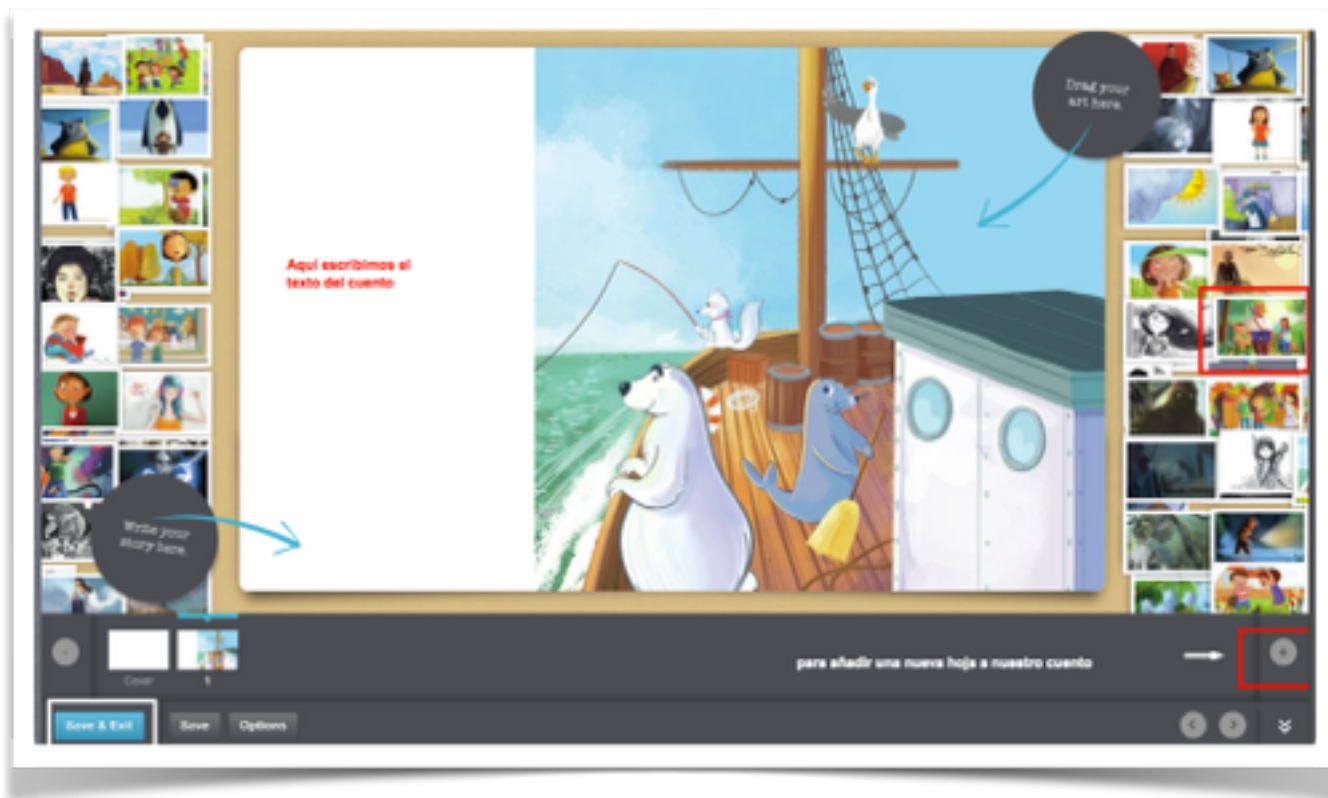 Drag your
art here.
Aquí escribimos el
texto del cuento
Write your
story here.
para añadir una nueva hoja a nuestro cuento
Cover
1
Save & Exit
Save
Options